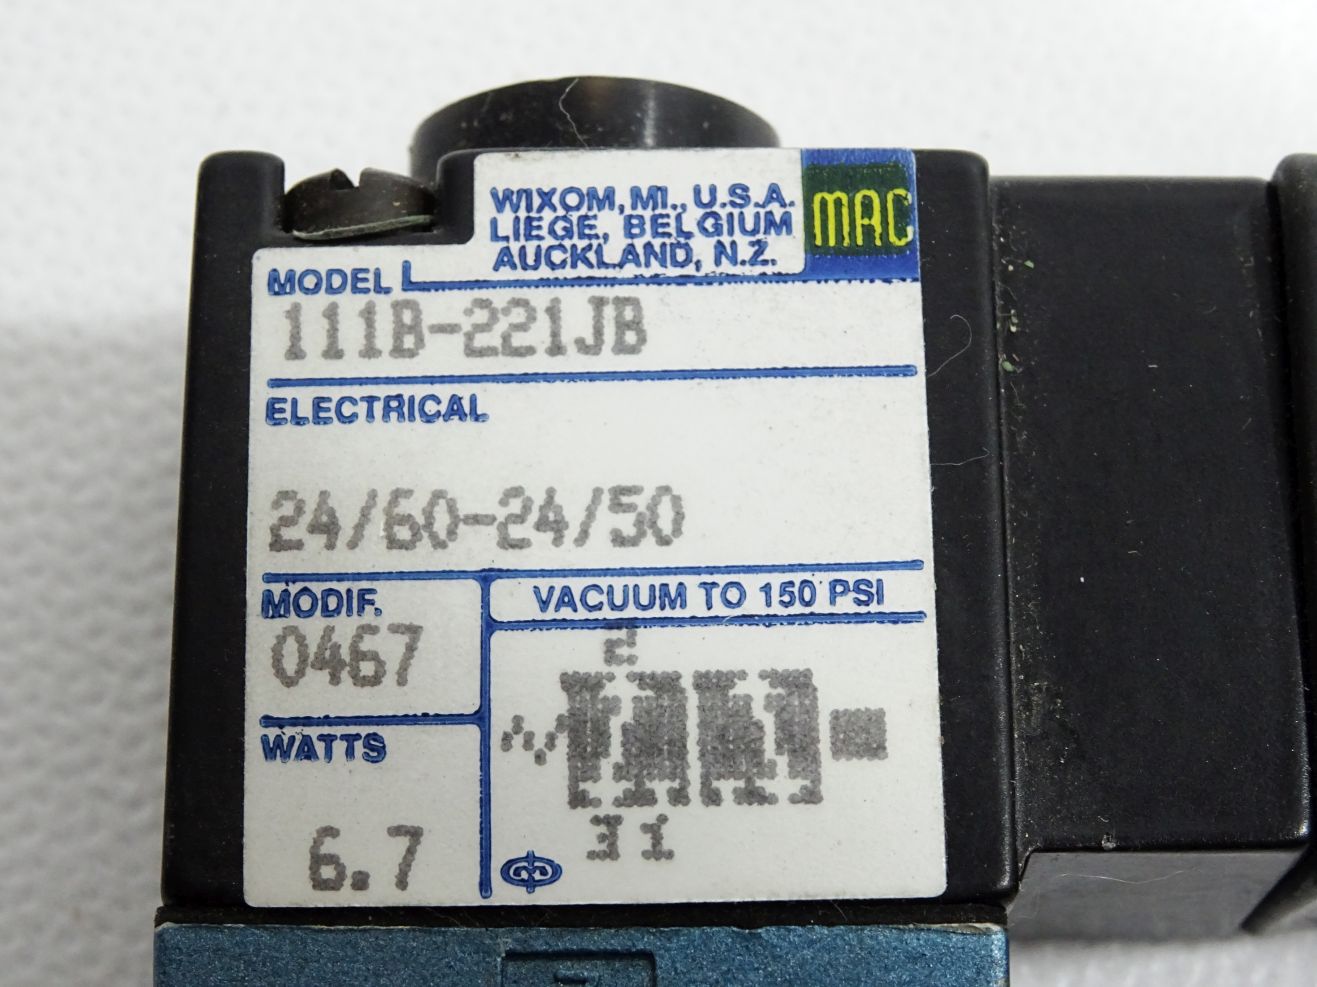 WIXOM, MI., U.S.A.
LIEGE, BELGIUM
AUCKLAND, N.Z.
MAC
MODEL
111B-221JB
ELECTRICAL
24/60-24/50
MODIF.
0467
VACUUM TO 150 PSI
2
WATTS
6.7
3 1